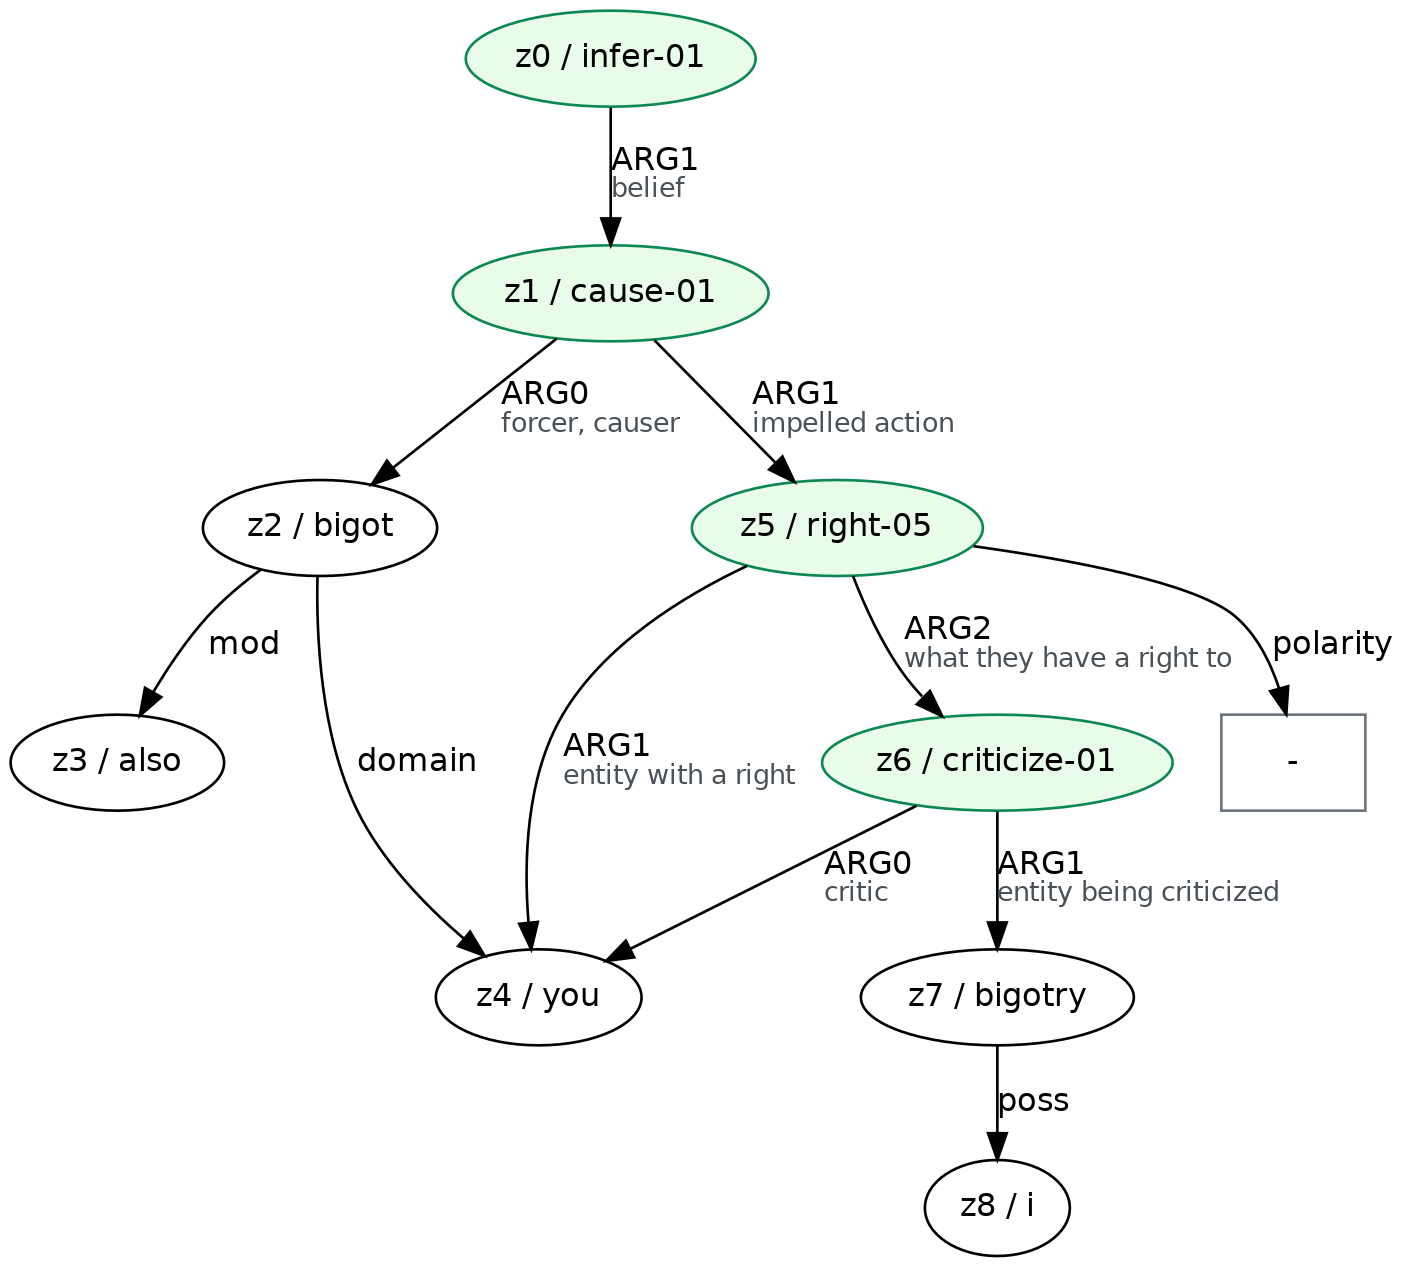 z0 / infer-01
ARG1
belief
z1 / cause-01
ARG0
forcer, causer
ARG1
impelled action
z2 / bigot
z5 / right-05
mod
domain
ARG1
entity with a right
ARG2
what they have a right to
polarity
z3 / also
z6 / criticize-01
-
ARG0
critic
ARG1
entity being criticized
z4 / you
z7 / bigotry
poss
z8 / i